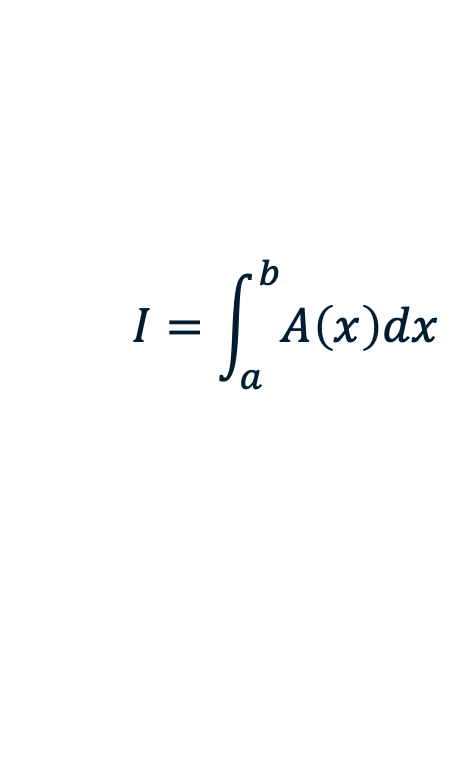 I = ∫_a^b A(x)dx